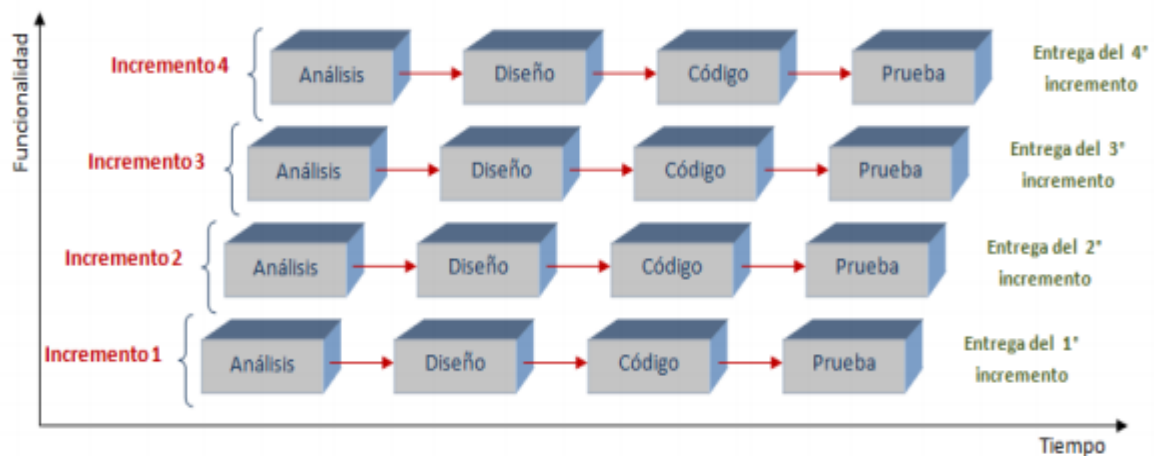 Funcionalidad
Incremento 4
Análisis
Diseño
Código
Prueba
Entrega del 4°
incremento
Incremento 3
Análisis
Diseño
Código
Prueba
Entrega del 3°
incremento
Incremento 2
Análisis
Diseño
Código
Prueba
Entrega del 2°
incremento
Incremento 1
Análisis
Diseño
Código
Prueba
Entrega del 1°
incremento
Tiempo